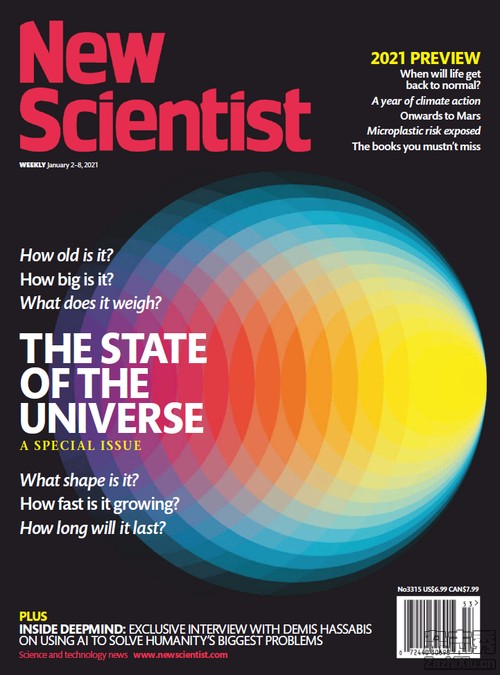 New
Scientist
WEEKLY January 2–8, 2021
2021 PREVIEW
When will life get
back to normal?
A year of climate action
Onwards to Mars
Microplastic risk exposed
The books you mustn't miss
How old is it?
How big is it?
What does it weigh?
THE STATE
OF THE
UNIVERSE
A SPECIAL ISSUE
What shape is it?
How fast is it growing?
How long will it last?
No3315 US$6.99 CAN$7.99
PLUS
INSIDE DEEPMIND: EXCLUSIVE INTERVIEW WITH DEMIS HASSABIS
ON USING AI TO SOLVE HUMANITY'S BIGGEST PROBLEMS
Science and technology news www.newscientist.com